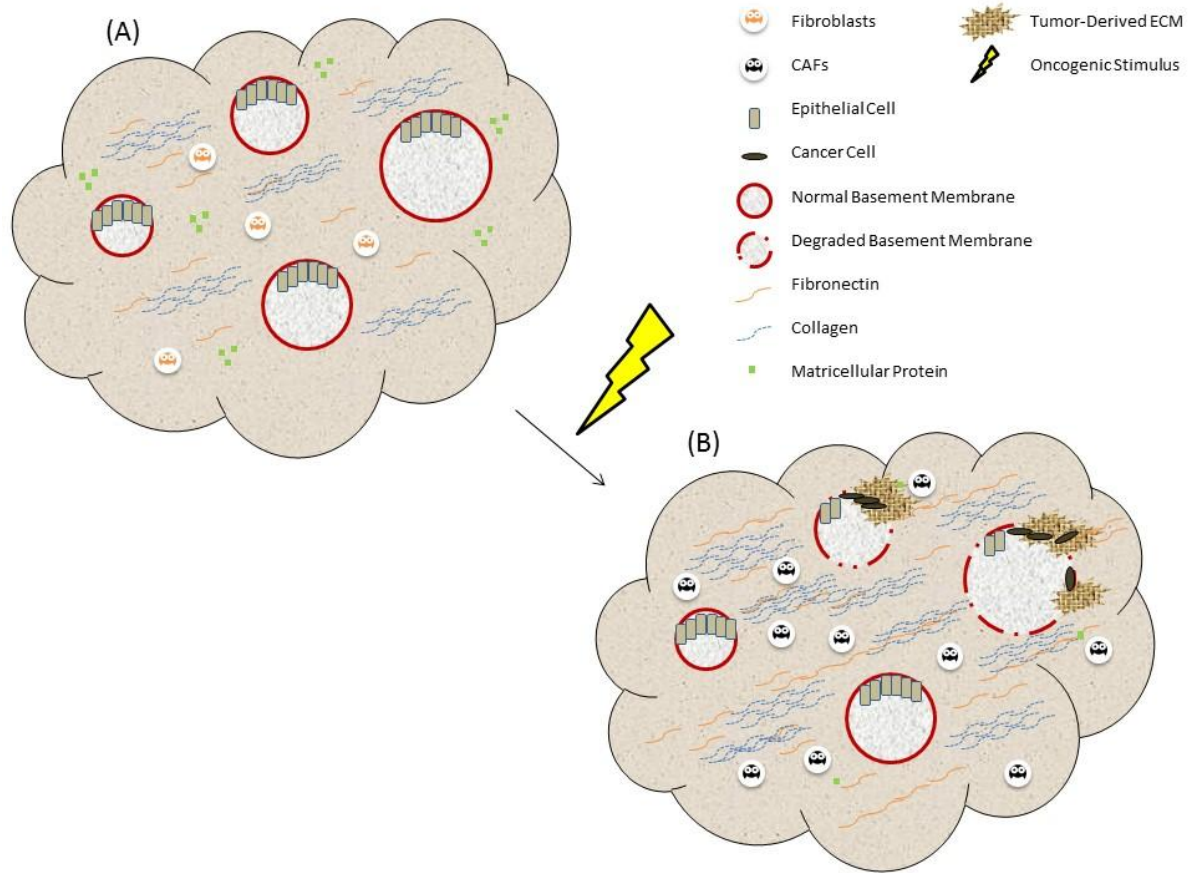 (A)
Fibroblasts
CAFs
Epithelial Cell
Cancer Cell
Normal Basement Membrane
Degraded Basement Membrane
Fibronectin
Collagen
Matricellular Protein
Tumor-Derived ECM
Oncogenic Stimulus
(B)